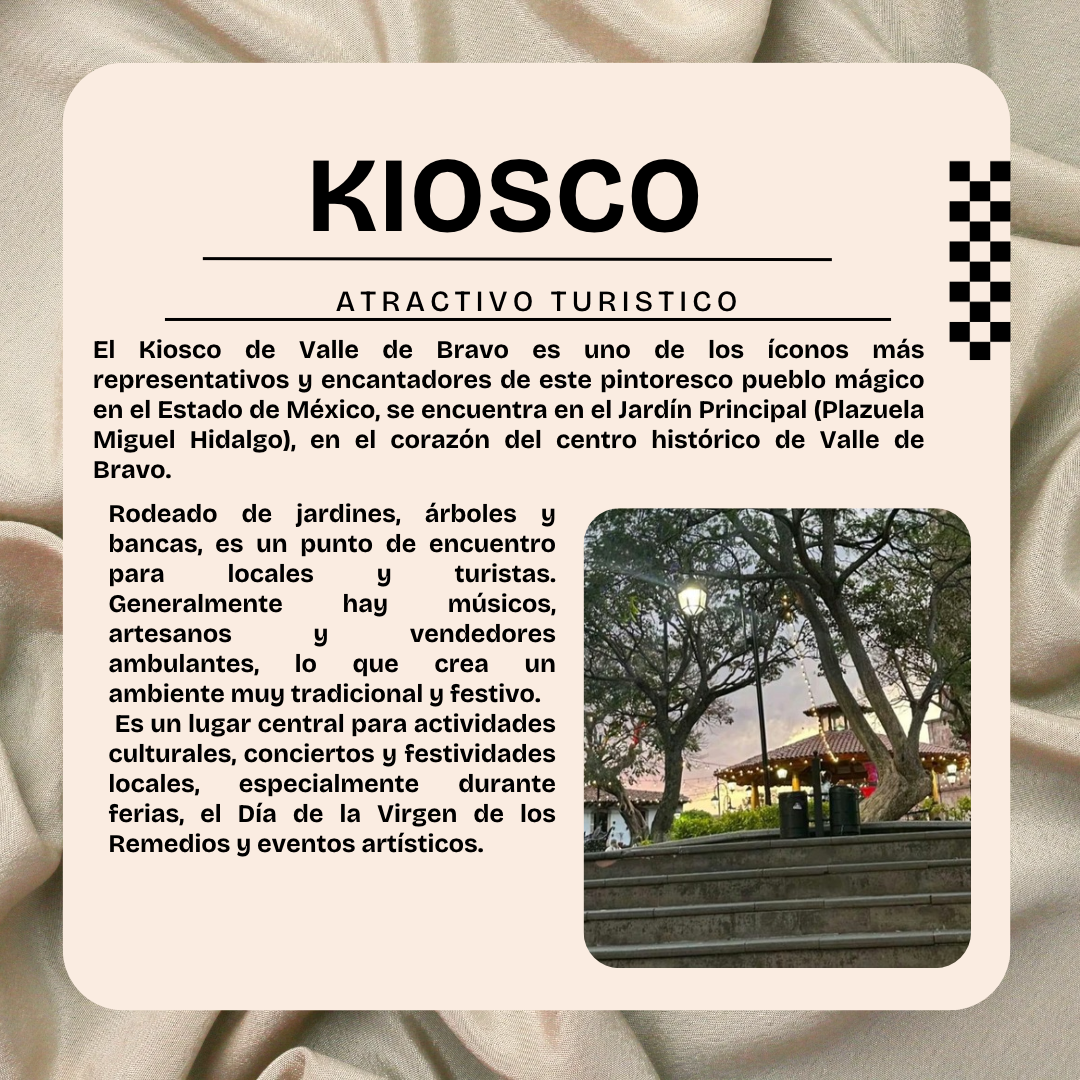 KIOSCO
ATRACTIVO TURISTICO
El Kiosco de Valle de Bravo es uno de los íconos más
representativos y encantadores de este pintoresco pueblo mágico
en el Estado de México, se encuentra en el Jardín Principal (Plazuela
Miguel Hidalgo), en el corazón del centro histórico de Valle de
Bravo.
Rodeado de jardines, árboles y
bancas, es un punto de encuentro
para locales y turistas.
Generalmente hay músicos,
artesanos y vendedores
ambulantes, lo que crea un
ambiente muy tradicional y festivo.
Es un lugar central para actividades
culturales, conciertos y festividades
locales, especialmente durante
ferias, el Día de la Virgen de los
Remedios y eventos artísticos.